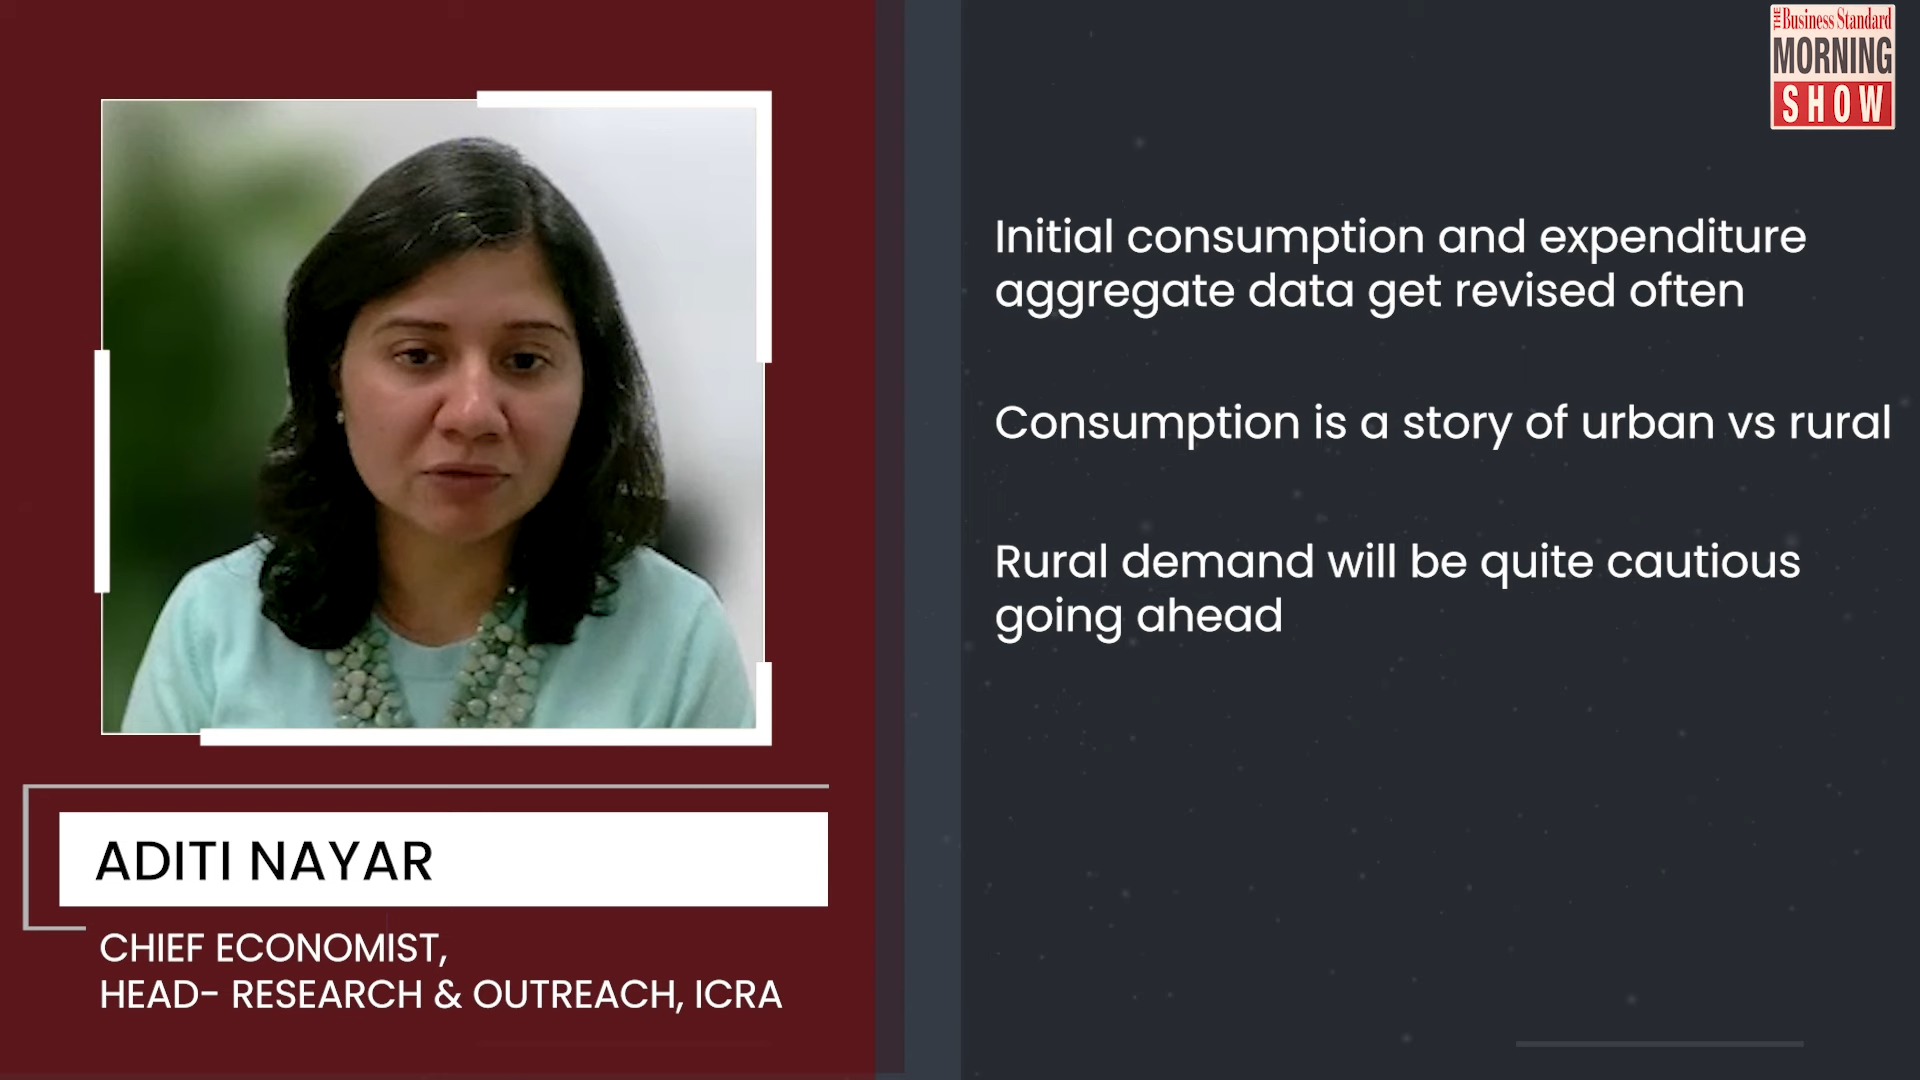 THE Business Standard
MORNING
SHOW
Initial consumption and expenditure
aggregate data get revised often
Consumption is a story of urban vs rural
Rural demand will be quite cautious
going ahead
ADITI NAYAR
CHIEF ECONOMIST,
HEAD- RESEARCH & OUTREACH, ICRA